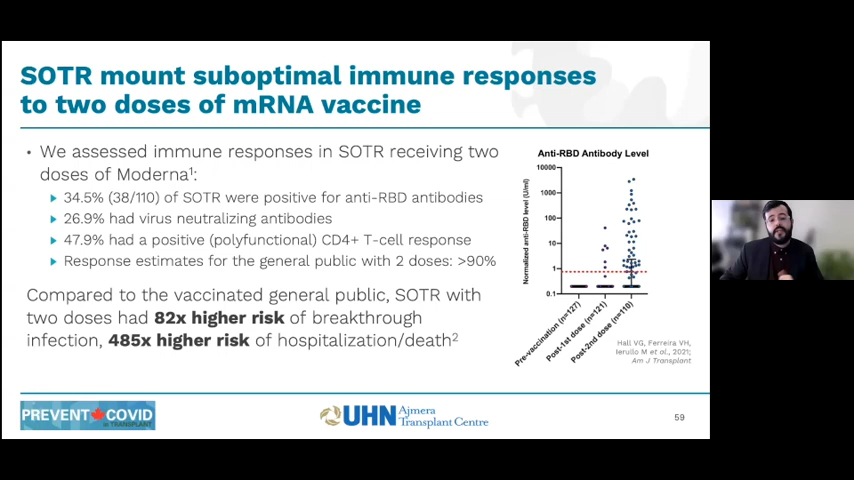 SOTR mount suboptimal immune responses
to two doses of mRNA vaccine
• We assessed immune responses in SOTR receiving two
doses of Moderna¹:
34.5% (38/110) of SOTR were positive for anti-RBD antibodies
26.9% had virus neutralizing antibodies
47.9% had a positive (polyfunctional) CD4+ T-cell response
Response estimates for the general public with 2 doses: >90%
Compared to the vaccinated general public, SOTR with
two doses had 82x higher risk of breakthrough
infection, 485x higher risk of hospitalization/death²
Anti-RBD Antibody Level
Normalized anti-RBD level (U/ml)
10000
1000
100
10
1
0.1
Pre-vaccination (n=127)
Post-1st dose (n=121)
Post-2nd dose (n=110)
Hall VG, Ferreira VH,
Ierullo M et al., 2021;
Am J Transplant
PREVENT COVID
in TRANSPLANT
UHN
Ajmera
Transplant Centre
59